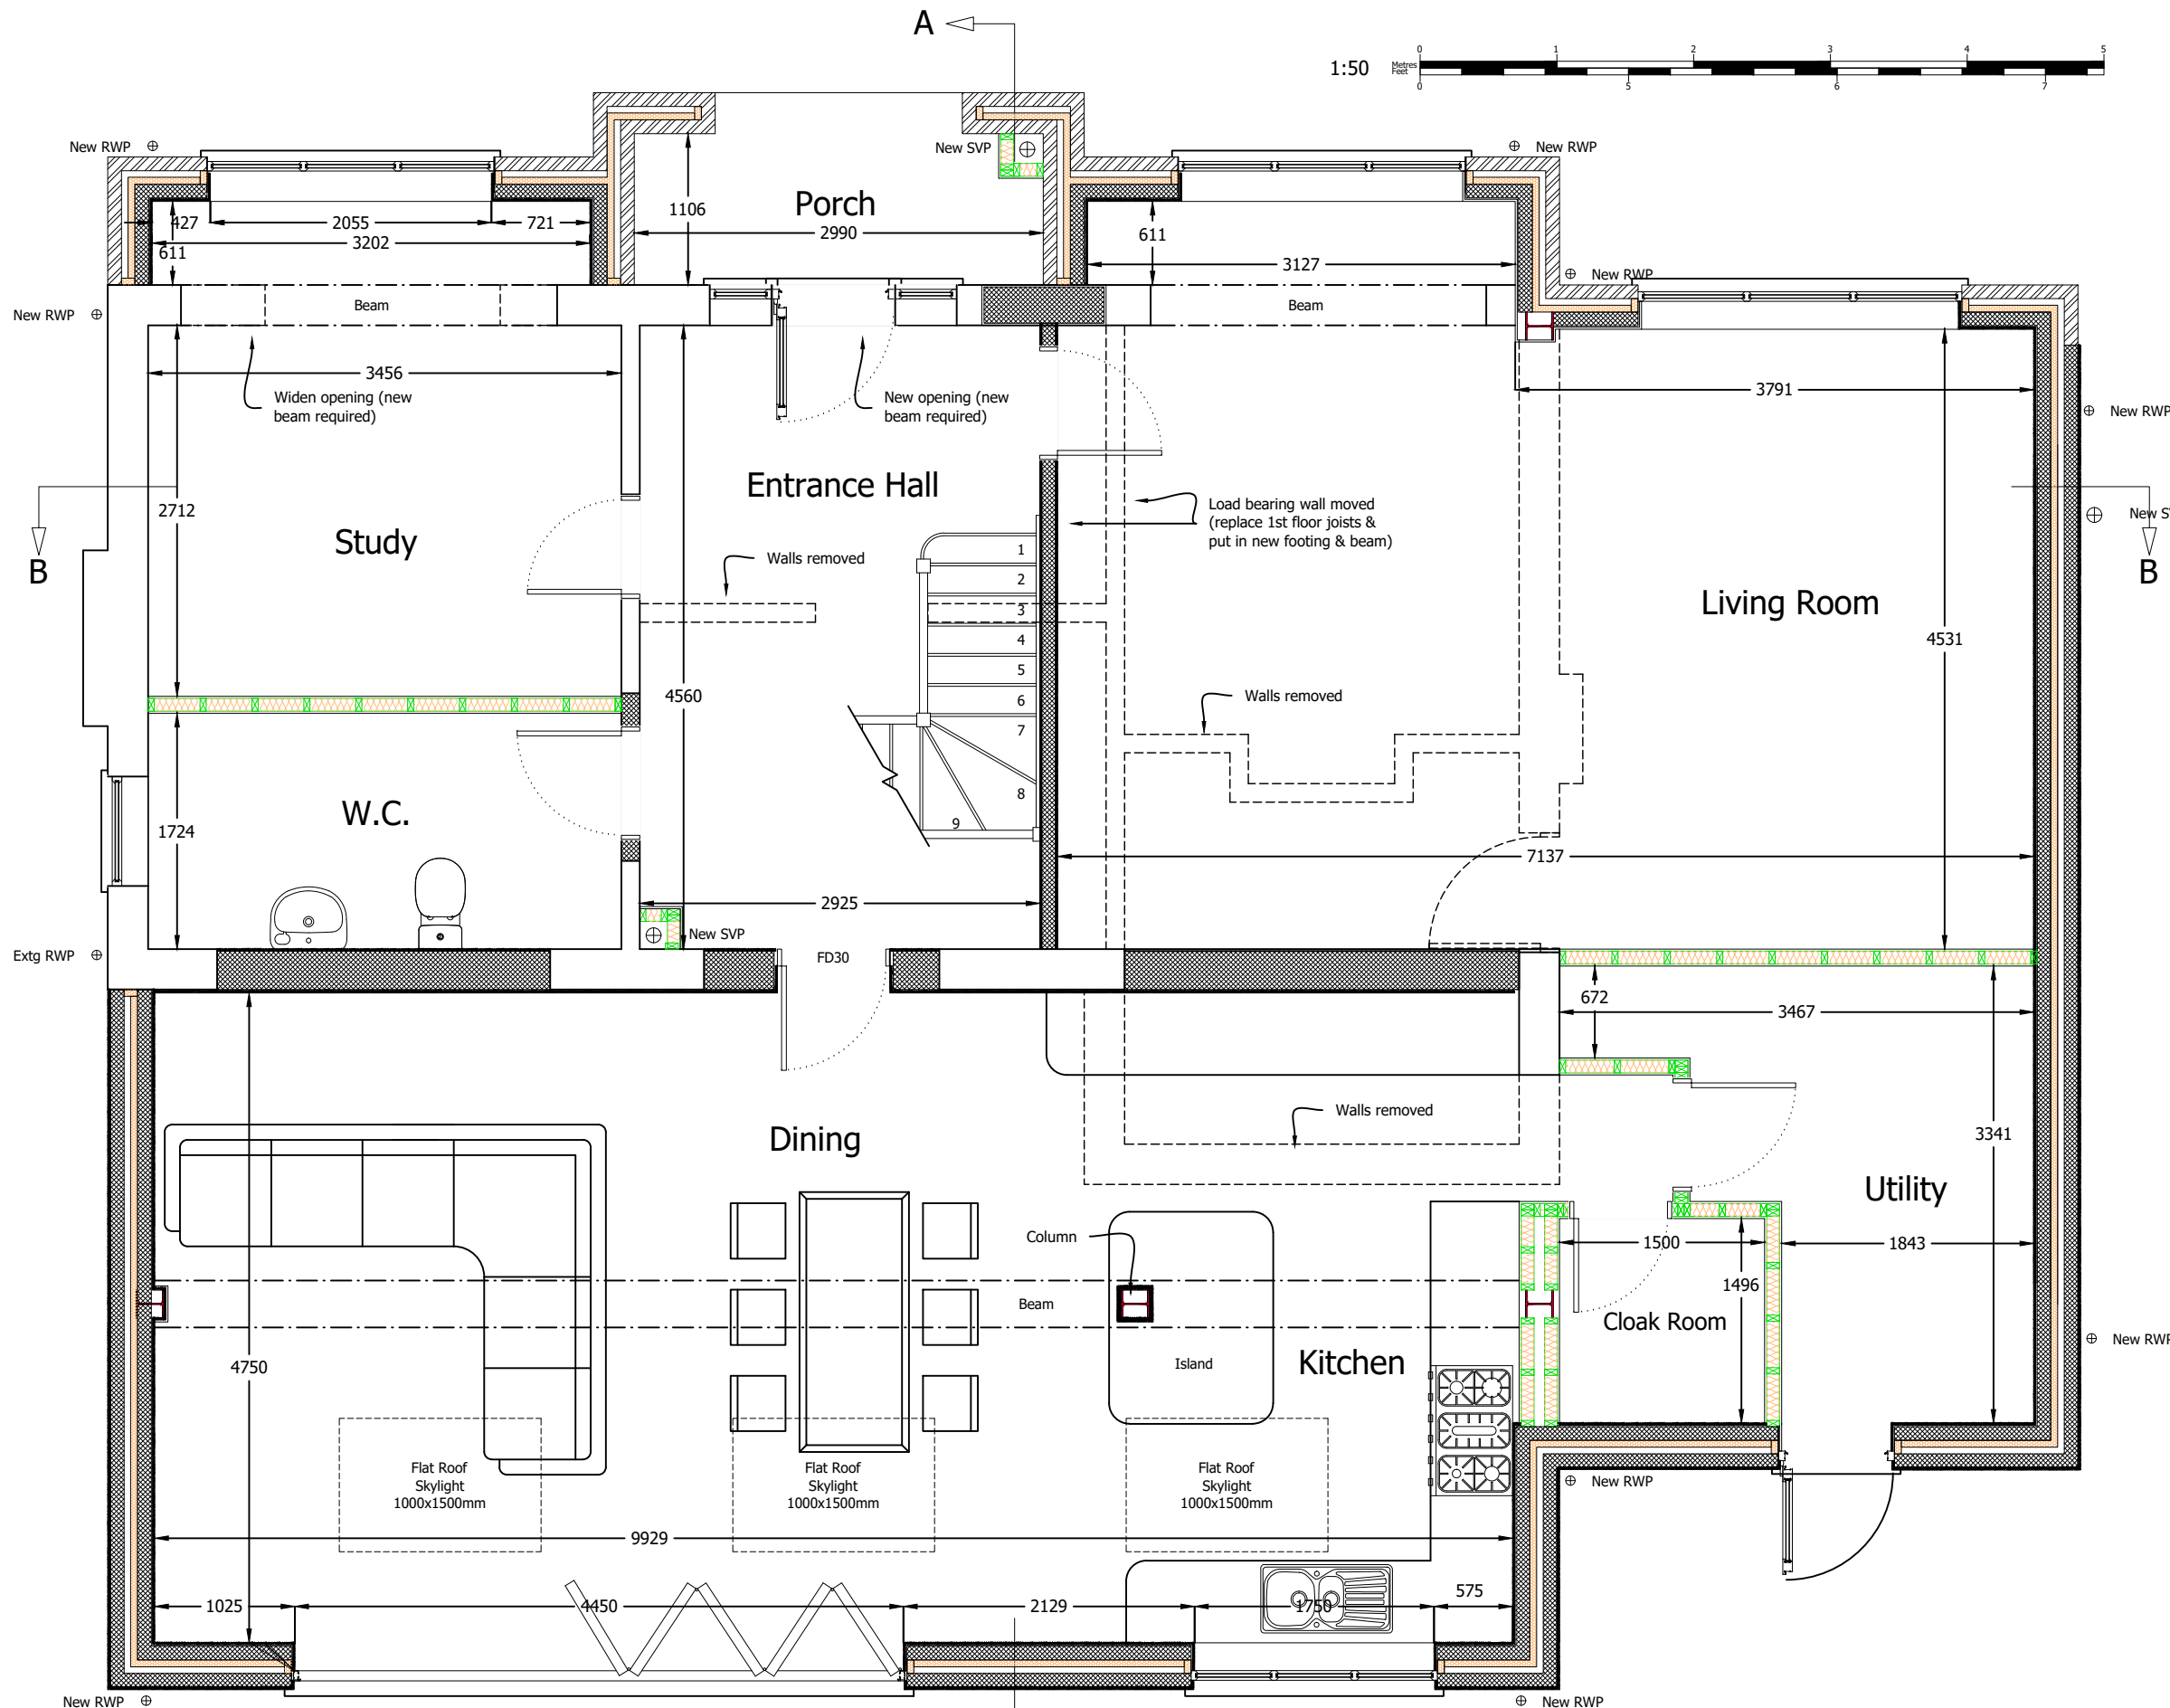 A
1:50
Metres
Feet
0 1 2 3 4 5
0 5 6 7
New RWP
New SVP
New RWP
Porch
1106
2990
427
2055
721
3202
611
611
3127
New RWP
New RWP
Beam
Beam
3456
Widen opening (new
beam required)
New opening (new
beam required)
3791
New RWP
Entrance Hall
2712
Study
B
Walls removed
Load bearing wall moved
(replace 1st floor joists &
put in new footing & beam)
New S
B
1
2
3
4
5
6
7
8
9
Living Room
4531
4560
Walls removed
W.C.
1724
7137
2925
New SVP
Extg RWP
FD30
672
3467
Dining
Walls removed
3341
Utility
Column
1500
1843
1496
Beam
Cloak Room
New RWP
4750
Island
Kitchen
Flat Roof
Skylight
1000x1500mm
Flat Roof
Skylight
1000x1500mm
Flat Roof
Skylight
1000x1500mm
New RWP
9929
1025
4450
2129
1750
575
New RWP
New RWP